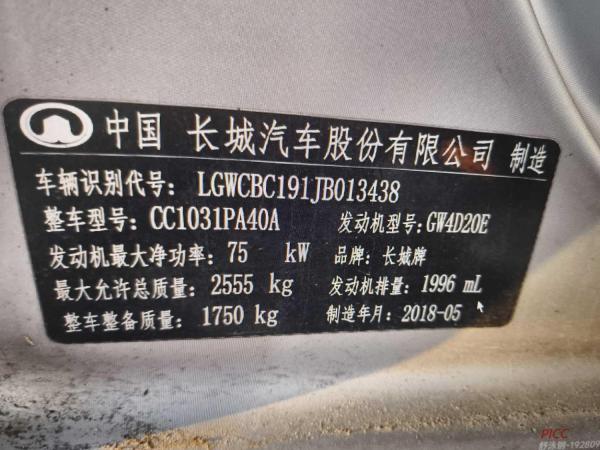 中国 长城汽车股份有限公司 制造
车辆识别代号: LGWCBC191JB013438
整车型号: CC1031PA40A 发动机型号: GW4D20E
发动机最大净功率: 75 kW 品牌: 长城牌
最大允许总质量: 2555 kg 发动机排量: 1996 mL
整车整备质量: 1750 kg 制造年月: 2018-05
PICC
-192809